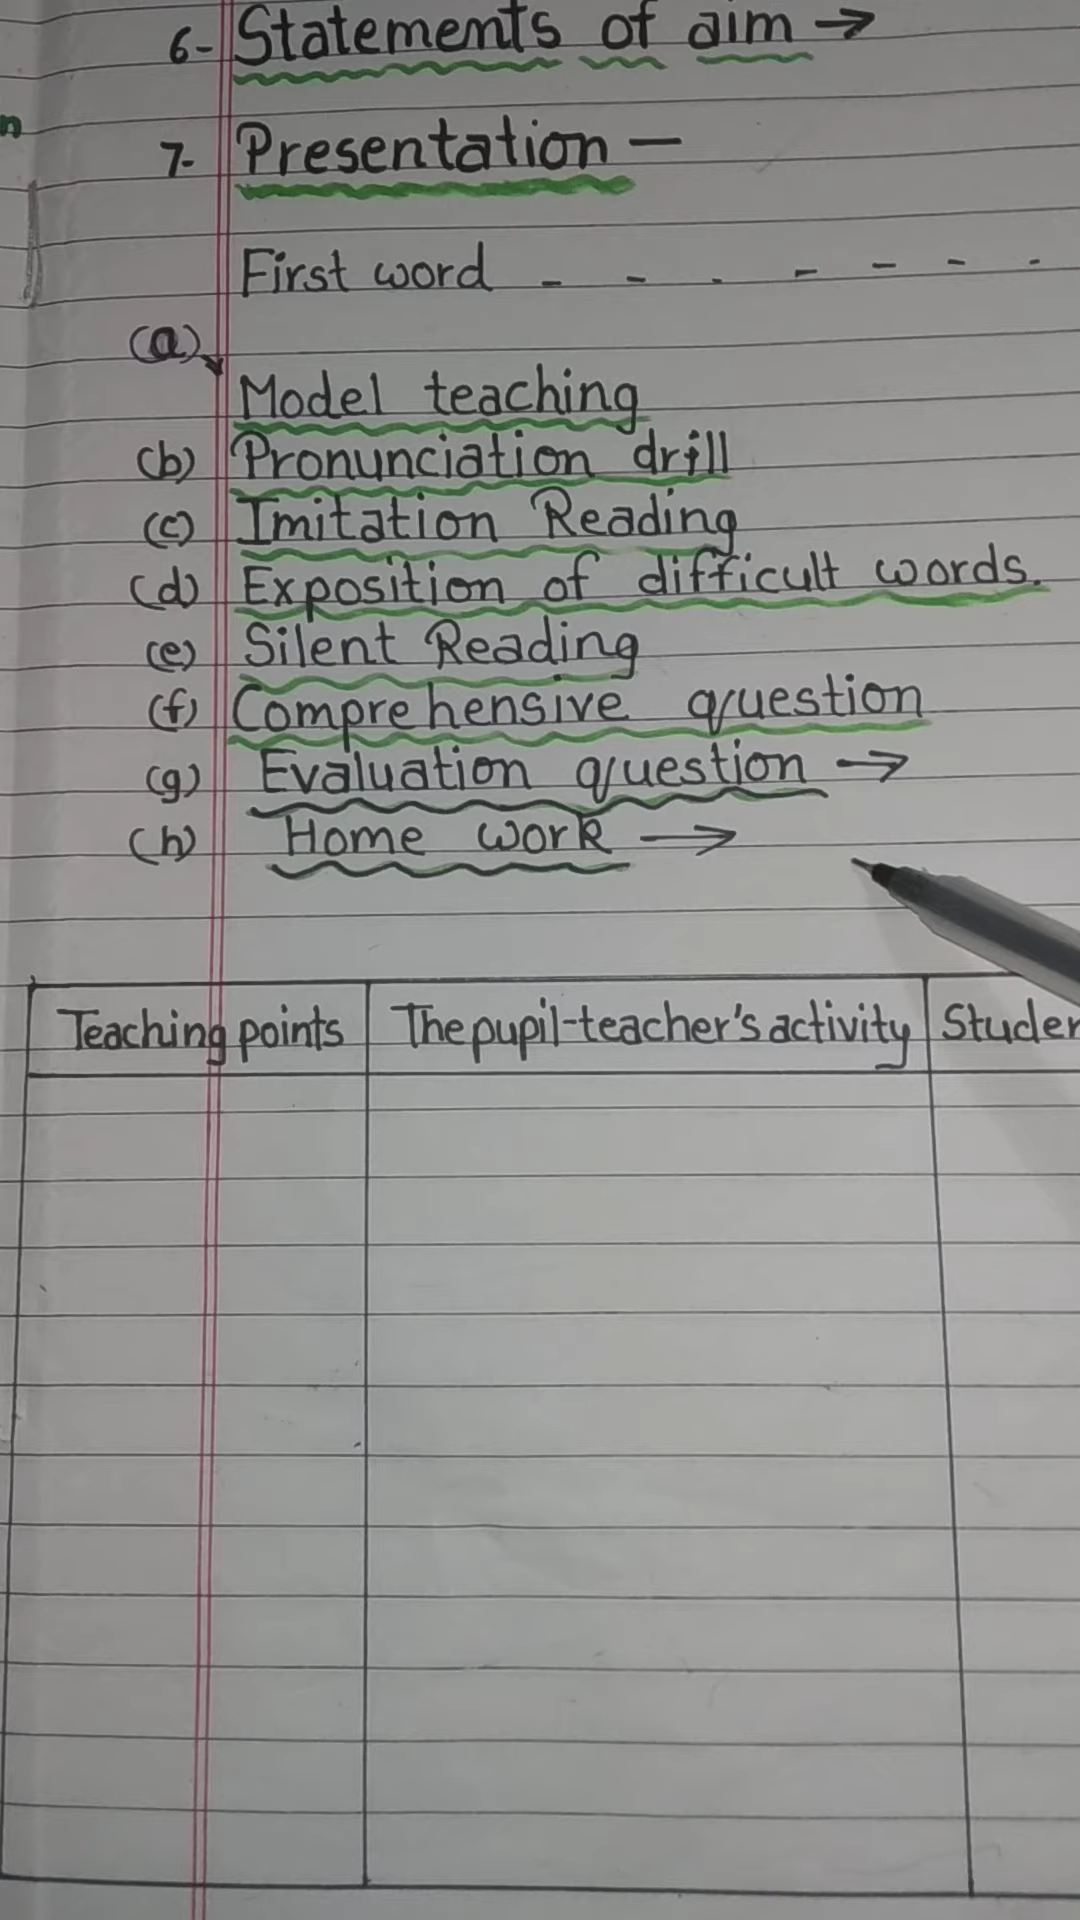 6- Statements of aim →
7- Presentation —
First word - - - - - - -
(a)
Model teaching
(b) Pronunciation drill
(c) Imitation Reading
(d) Exposition of difficult words.
(e) Silent Reading
(f) Comprehensive question
(g) Evaluation question →
(h) Home work →
Teaching points The pupil-teacher's activity